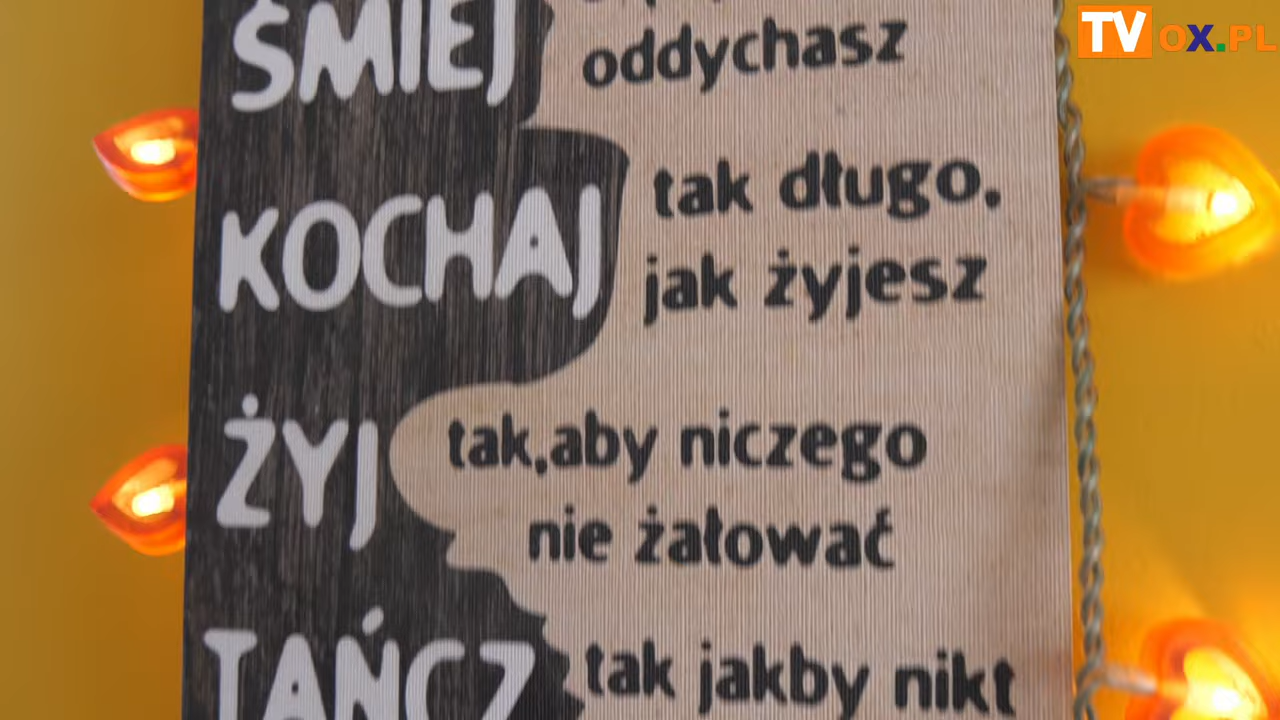 TVOX.PL
ŚMIEJ
oddychasz
KOCHAJ
tak długo,
jak żyjesz
ŻYJ
tak,aby niczego
nie żałować
TAŃCZ
tak jakby nikt